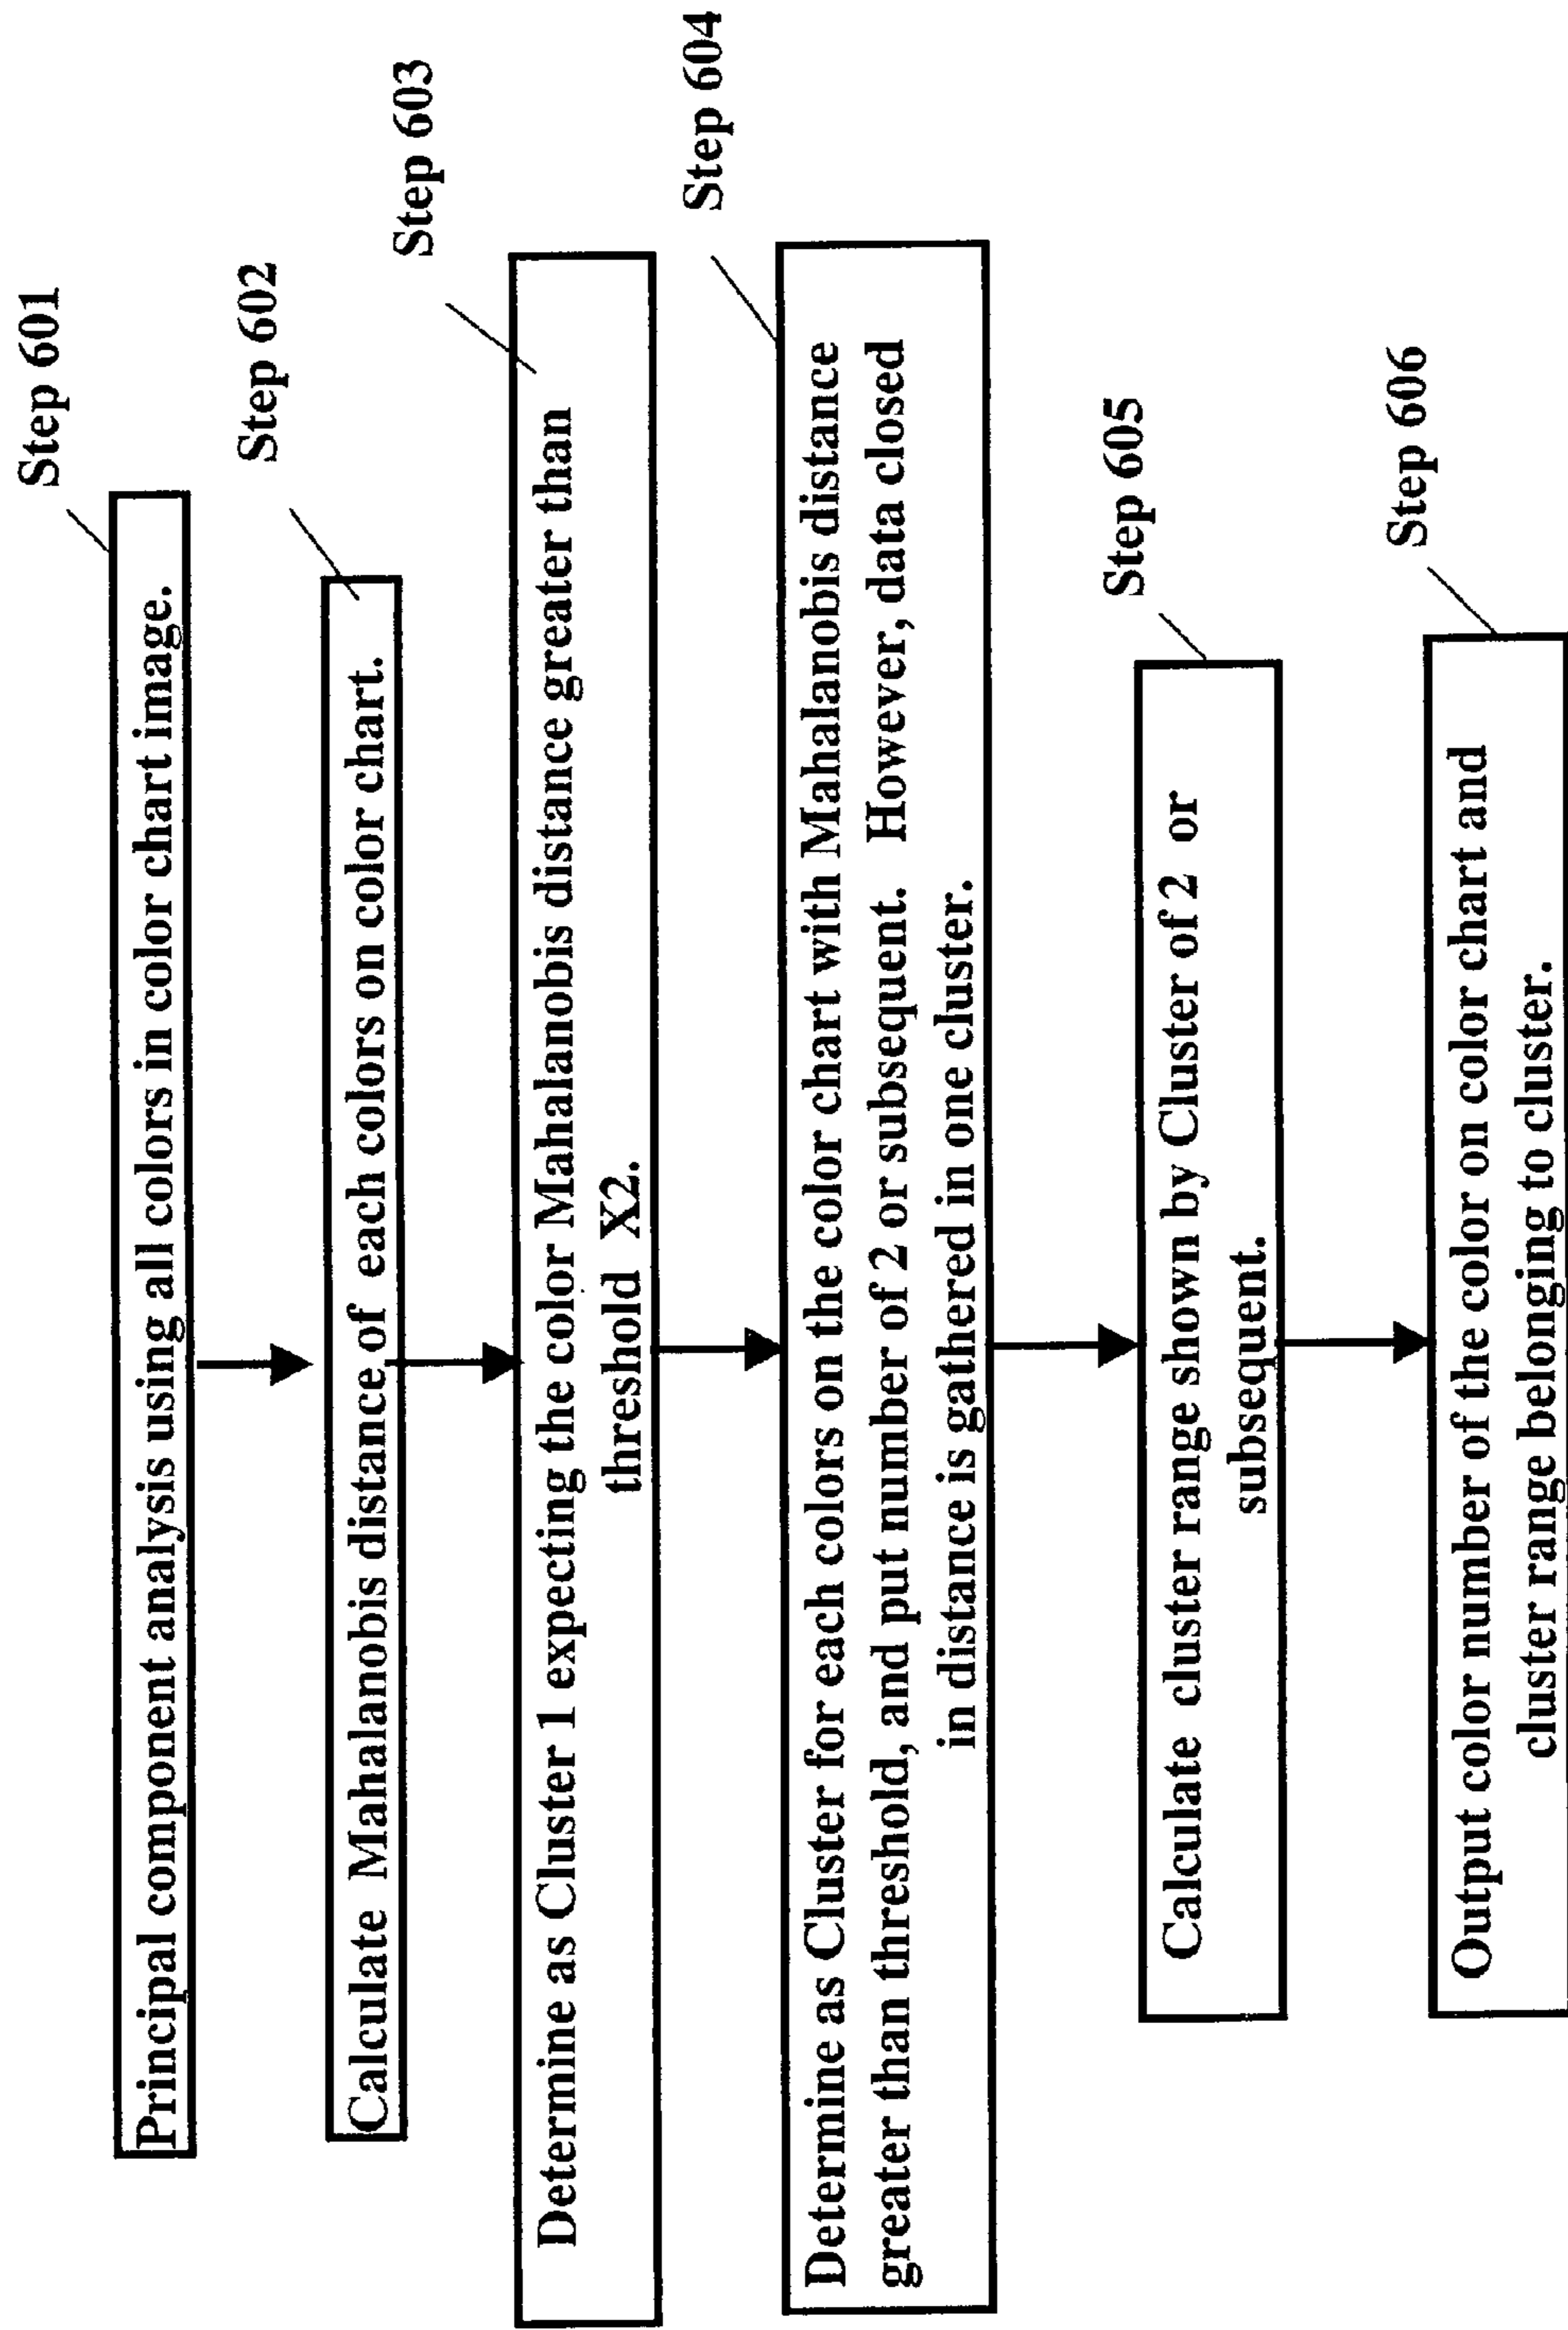 Step 601
Principal component analysis using all colors in color chart image.
Step 602
Calculate Mahalanobis distance of each colors on color chart.
Step 603
Determine as Cluster 1 expecting the color Mahalanobis distance greater than
threshold X2.
Step 604
Determine as Cluster for each colors on the color chart with Mahalanobis distance
greater than threshold, and put number of 2 or subsequent. However, data closed
in distance is gathered in one cluster.
Step 605
Calculate cluster range shown by Cluster of 2 or
subsequent.
Step 606
Output color number of the color on color chart and
cluster range belonging to cluster.